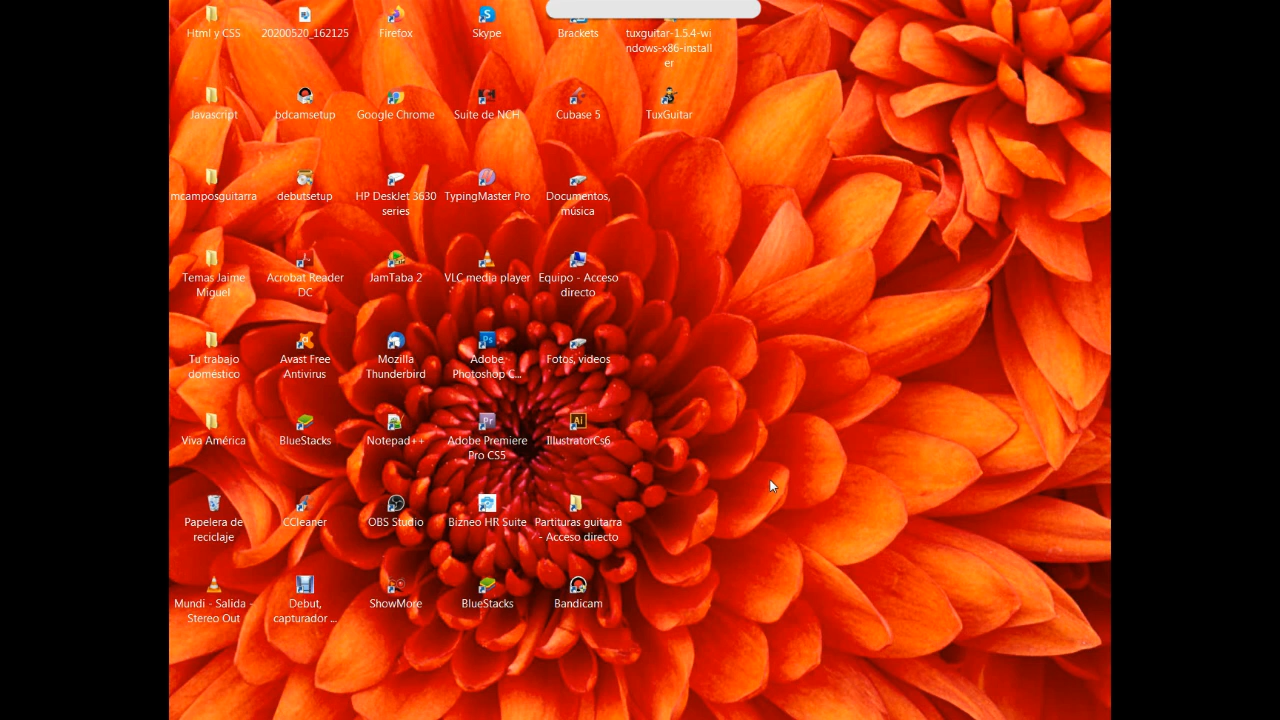 Html y CS5
20200520_162125
Firefox
Skype
Brackets
tuxguitar-1.5.4-wi
ndows-x86-install
er
Javascript
bdcamsetup
Google Chrome
Suite de NCH
Cubase 5
TuxGuitar
mcamposguitarra
debutsetup
HP DeskJet 3630
series
TypingMaster Pro
Documentos,
música
Temas Jaime
Miguel
Acrobat Reader
DC
JamTaba 2
VLC media player
Equipo - Acceso
directo
Tu trabajo
doméstico
Avast Free
Antivirus
Mozilla
Thunderbird
Adobe
Photoshop C...
Fotos, vídeos
Viva América
BlueStacks
Notepad++
Adobe Premiere
Pro CS5
IllustratorCs6
Papelera de
reciclaje
CCleaner
OBS Studio
Bizneo HR Suite
Partituras guitarra
- Acceso directo
Mundi - Salida -
Stereo Out
Debut,
capturador ...
ShowMore
BlueStacks
Bandicam